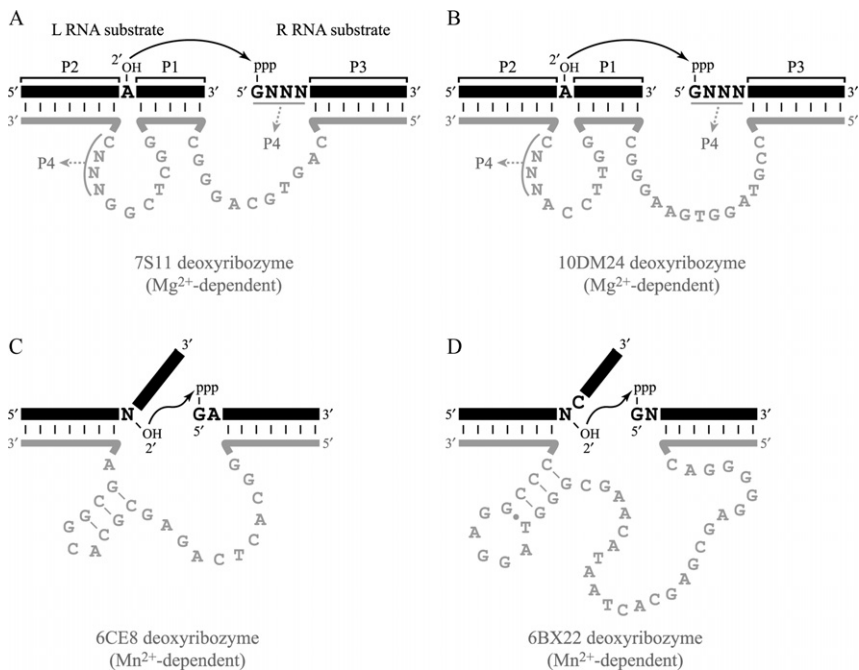 A
L RNA substrate
R RNA substrate
2′
OH
ppp
P2
P1
P3
5′
A
3′
5′
GNNN
3′
3′
P4
5′
P4
C
N
N
N
G
G
C
T
C
G
G
C
G
G
G
A
C
G
T
G
A
C
7S11 deoxyribozyme
(Mg²⁺-dependent)
B
2′
OH
ppp
P2
P1
P3
5′
A
3′
5′
GNNN
3′
3′
P4
5′
P4
C
N
N
N
A
C
C
T
T
G
G
C
G
G
G
A
A
G
T
G
G
A
T
G
C
C
10DM24 deoxyribozyme
(Mg²⁺-dependent)
C
3′
ppp
5′
N
GA
3′
OH
2′
5′
3′
5′
A
G
C
C
G
G
C
A
C
G
G
C
G
A
G
A
C
T
C
A
C
G
G
6CE8 deoxyribozyme
(Mn²⁺-dependent)
D
3′
ppp
C
5′
N
GN
3′
OH
2′
5′
3′
5′
C
C
C
G
G
A
G
G
A
T
G
G
G
C
G
A
A
C
A
T
A
A
T
C
A
C
G
A
G
C
G
A
G
G
G
G
G
A
C
6BX22 deoxyribozyme
(Mn²⁺-dependent)